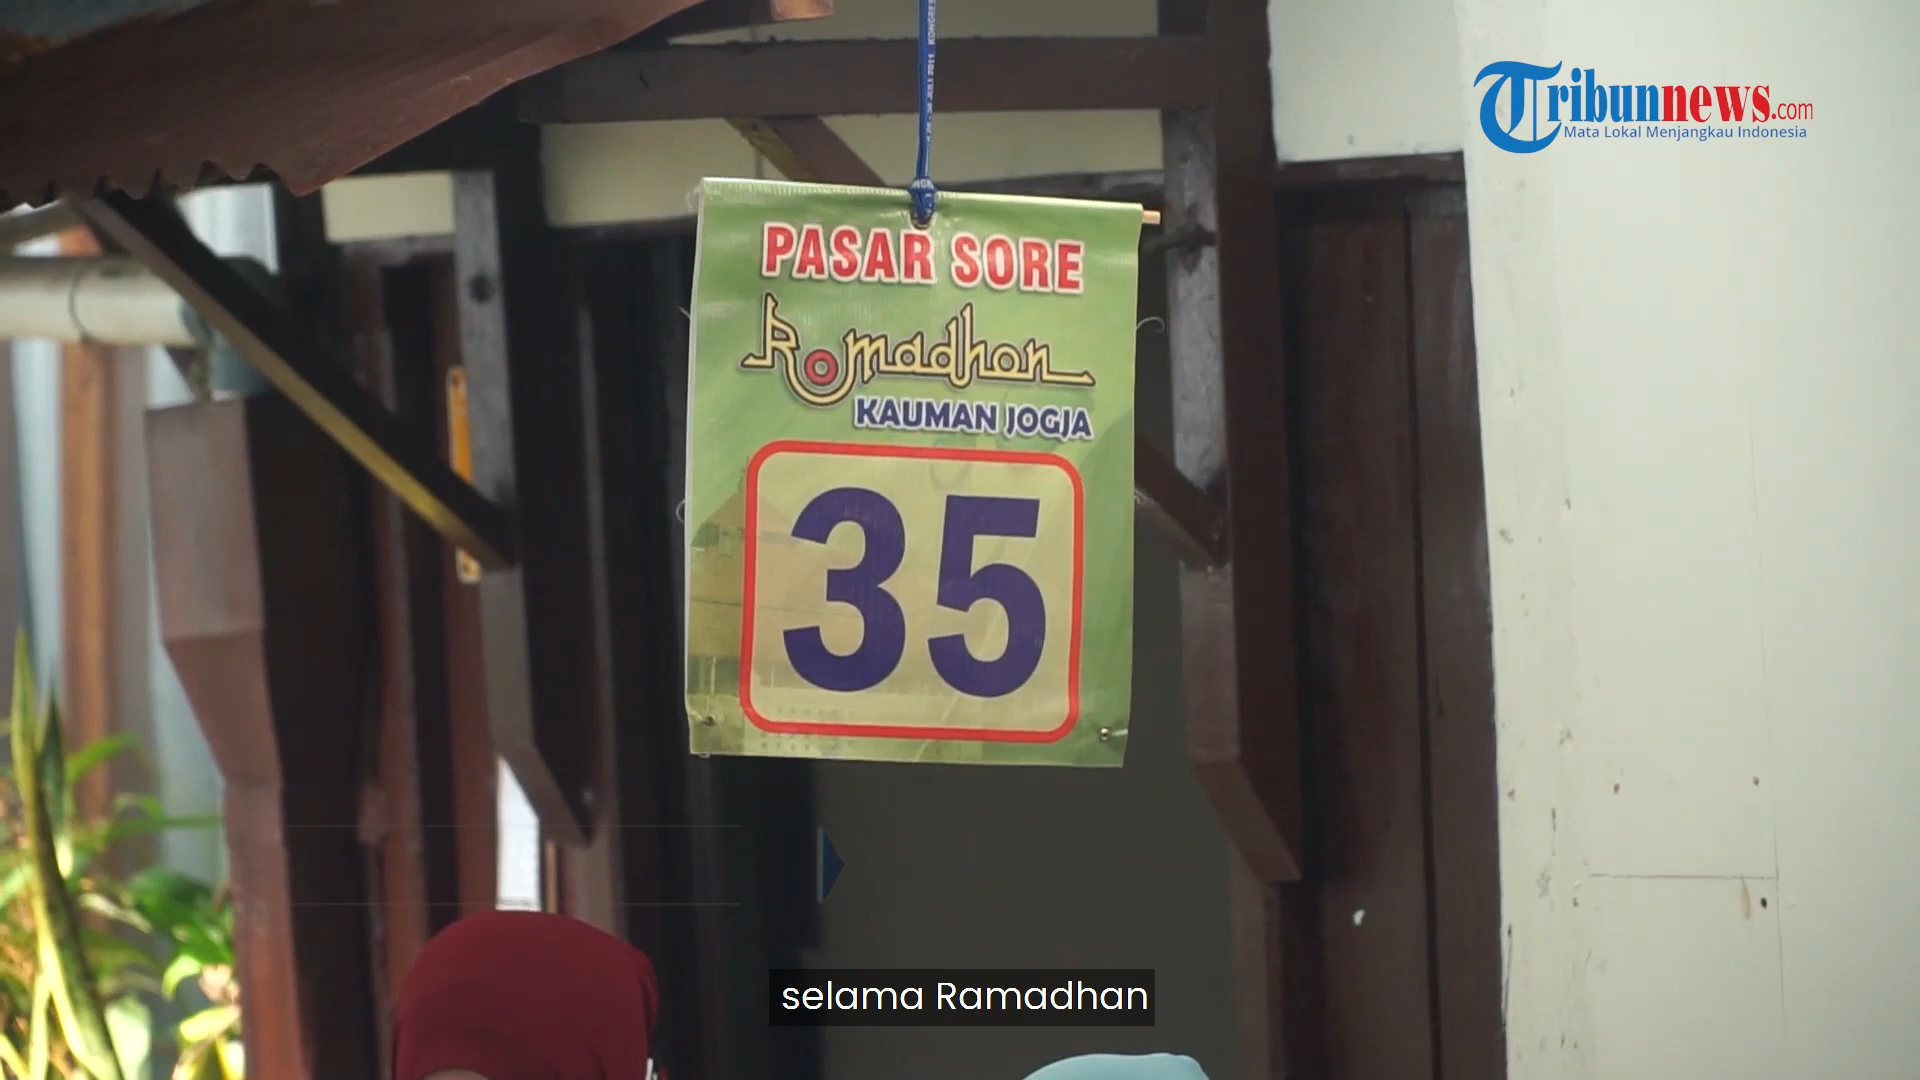 Tribunnews.com
Mata Lokal Menjangkau Indonesia
PASAR SORE
Romadhon
KAUMAN JOGJA
35
selama Ramadhan